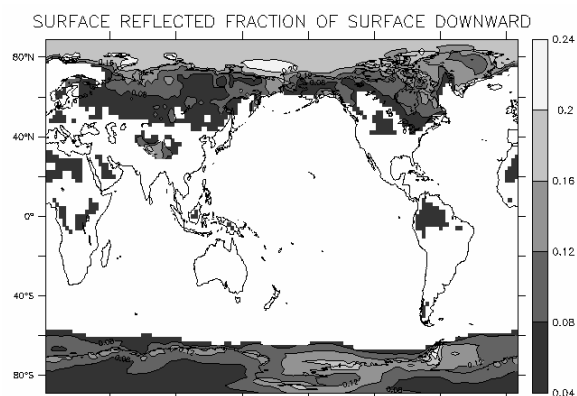 SURFACE REFLECTED FRACTION OF SURFACE DOWNWARD
80°N
40°N
0°
40°S
80°S
0.24
0.2
0.16
0.12
0.08
0.04